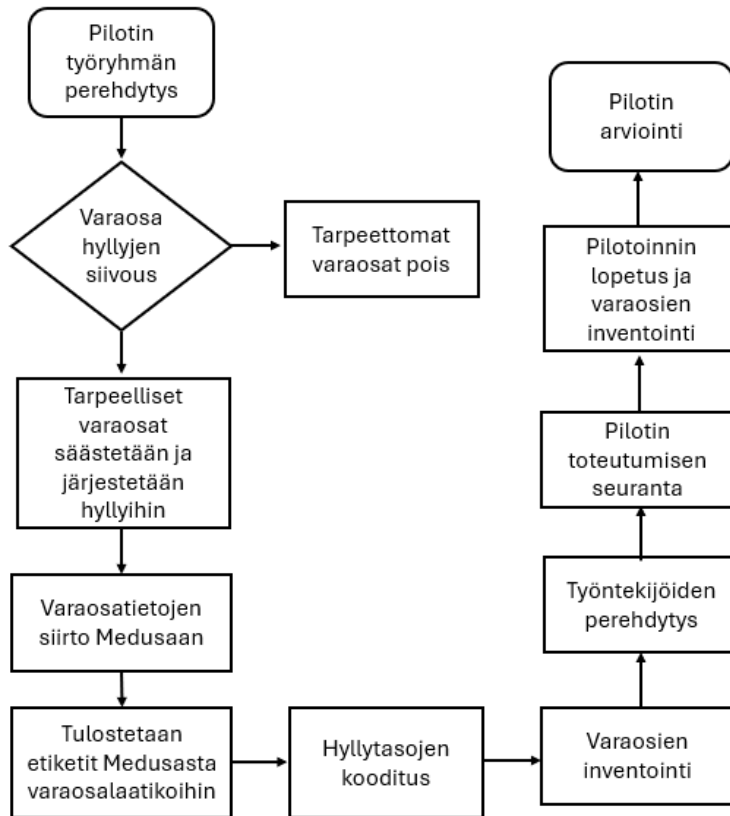 Pilotin
työryhmän
perehdytys
Varaosa
hyllyjen
siivous
Tarpeettomat
varaosat pois
Tarpeelliset
varaosat
säästetään ja
järjestetään
hyllyihin
Varaosatietojen
siirto Medusaan
Tulostetaan
etiketit Medusasta
varaosalaatikoihin
Hyllytasojen
kooditus
Varaosien
inventointi
Työntekijöiden
perehdytys
Pilotin
toteutumisen
seuranta
Pilotoinnin
lopetus ja
varaosien
inventointi
Pilotin
arviointi